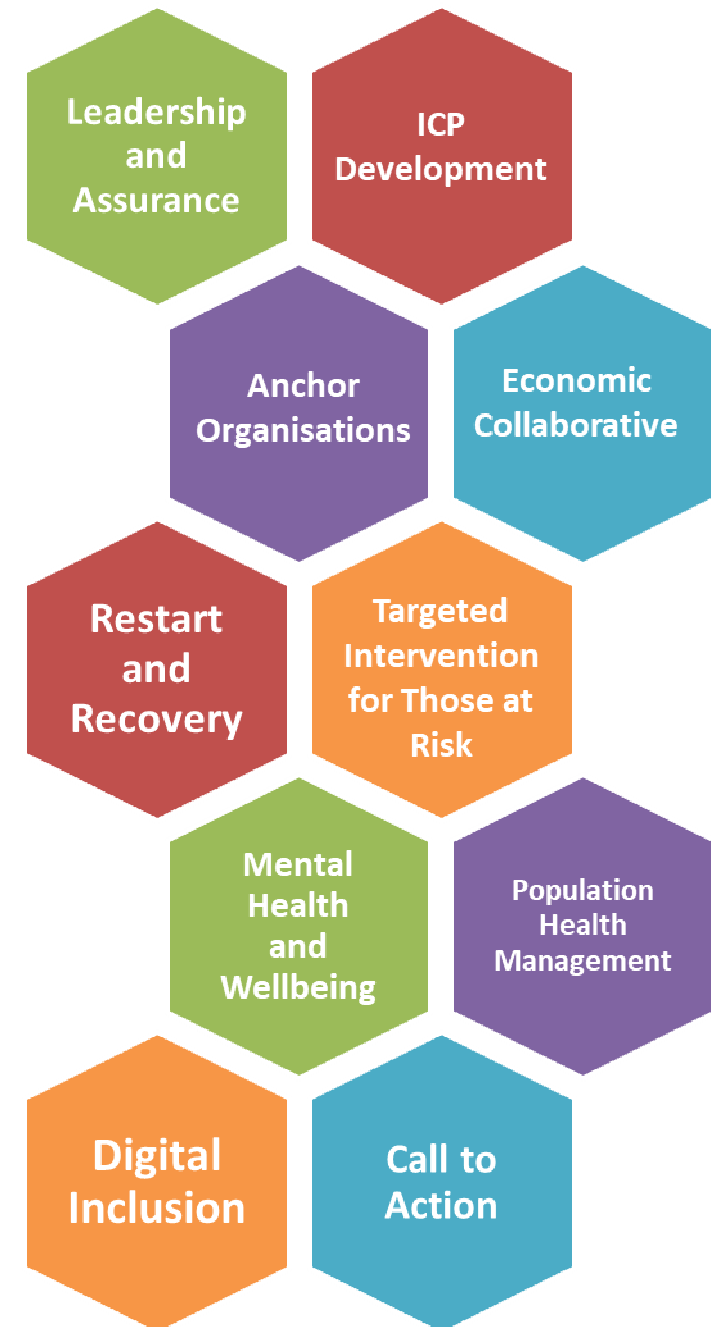 Leadership
and
Assurance
ICP
Development
Anchor
Organisations
Economic
Collaborative
Restart
and
Recovery
Targeted
Intervention
for Those at
Risk
Mental
Health
and
Wellbeing
Population
Health
Management
Digital
Inclusion
Call to
Action